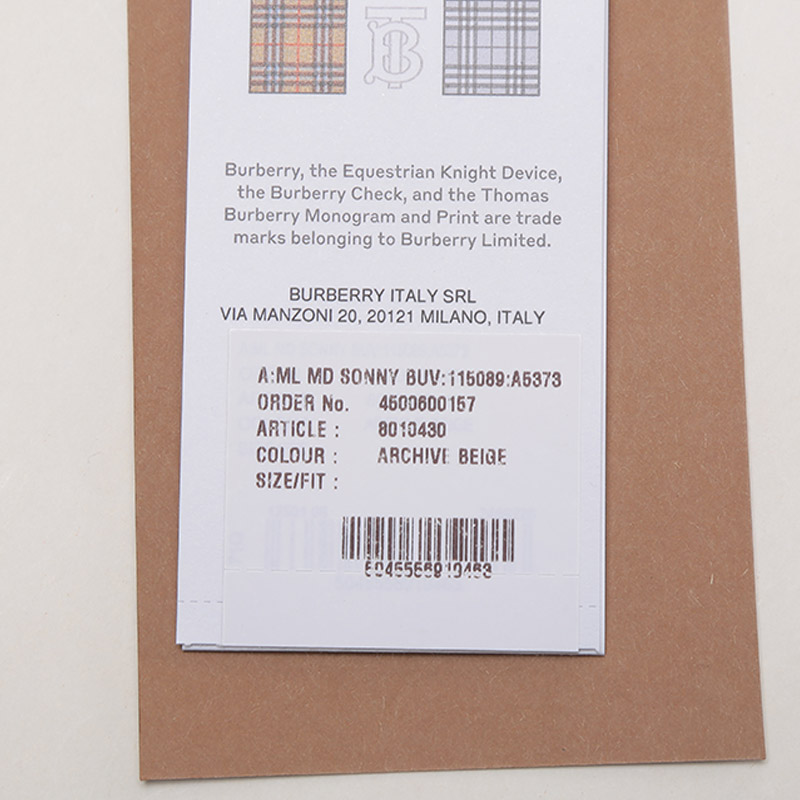 Burberry, the Equestrian Knight Device,
the Burberry Check, and the Thomas
Burberry Monogram and Print are trade
marks belonging to Burberry Limited.
BURBERRY ITALY SRL
VIA MANZONI 20, 20121 MILANO, ITALY
A:ML MD SONNY BUV:115089:A5373
ORDER No. 4500600157
ARTICLE : 8010430
COLOUR : ARCHIVE BEIGE
SIZE/FIT :